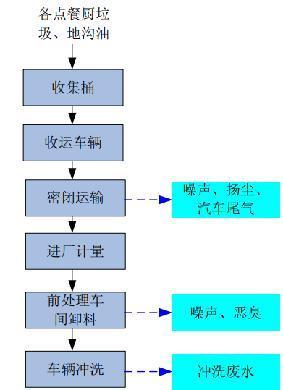 各点餐厨垃
圾、地沟油
收集桶
收运车辆
密闭运输
噪声、扬尘、
汽车尾气
进厂计量
前处理车
间卸料
噪声、恶臭
车辆冲洗
冲洗废水